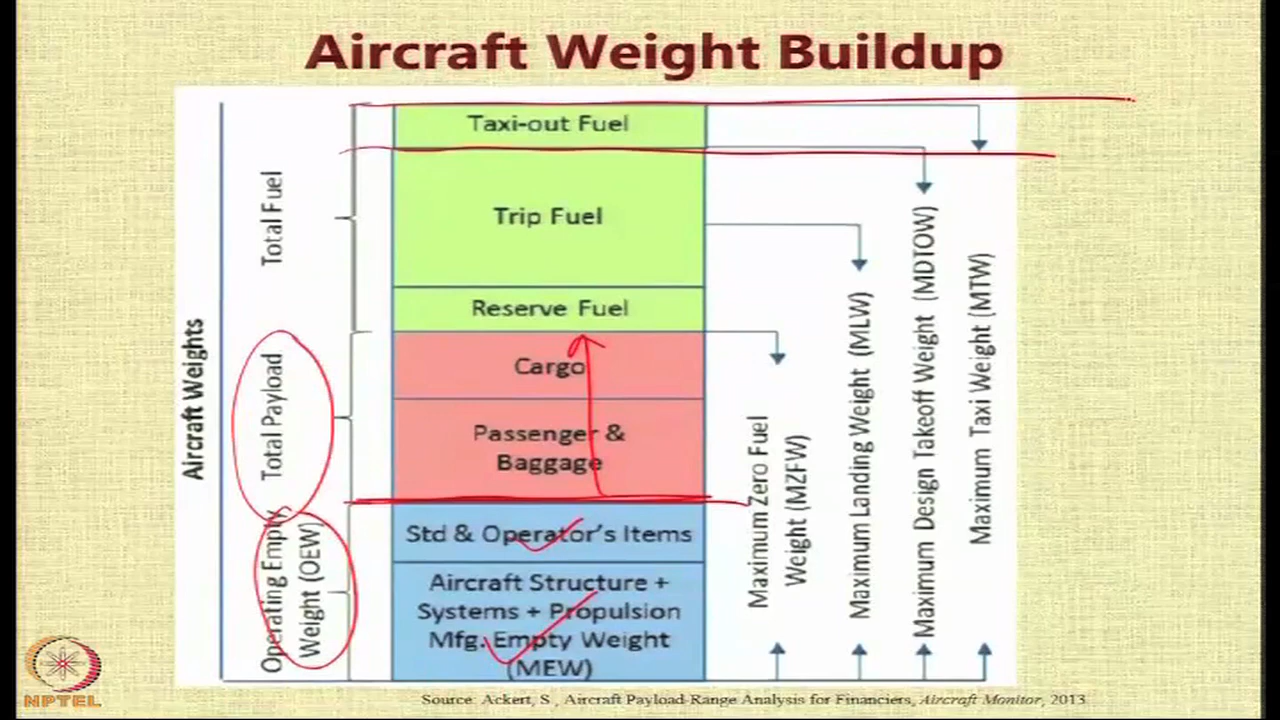 Aircraft Weight Buildup
Aircraft Weights
Total Fuel
Total Payload
Operating Empty
Weight (OEW)
Taxi-out Fuel
Trip Fuel
Reserve Fuel
Cargo
Passenger &
Baggage
Std & Operator's Items
Aircraft Structure +
Systems + Propulsion
Mfg. Empty Weight
(MEW)
Maximum Zero Fuel
Weight (MZFW)
Maximum Landing Weight (MLW)
Maximum Design Takeoff Weight (MDTOW)
Maximum Taxi Weight (MTW)
Source: Ackert, S , Aircraft Payload-Range Analysis for Financiers, Aircraft Monitor, 2013
NPTEL